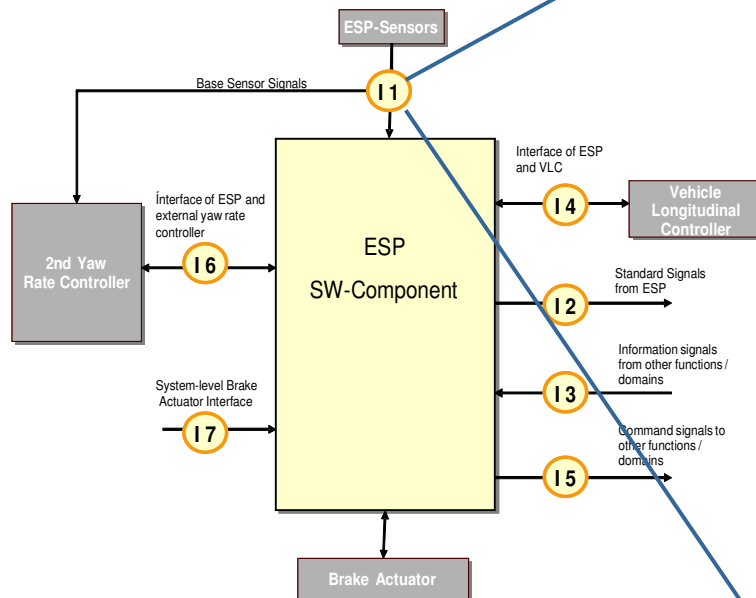 ESP-Sensors
Base Sensor Signals
I 1
Interface of ESP
and VLC
Ínterface of ESP and
external yaw rate
controller
I 4
Vehicle
Longitudinal
Controller
2nd Yaw
Rate Controller
I 6
ESP
SW-Component
Standard Signals
from ESP
I 2
Information signals
from other functions /
domains
I 3
System-level Brake
Actuator Interface
I 7
Command signals to
other functions /
domains
I 5
Brake Actuator